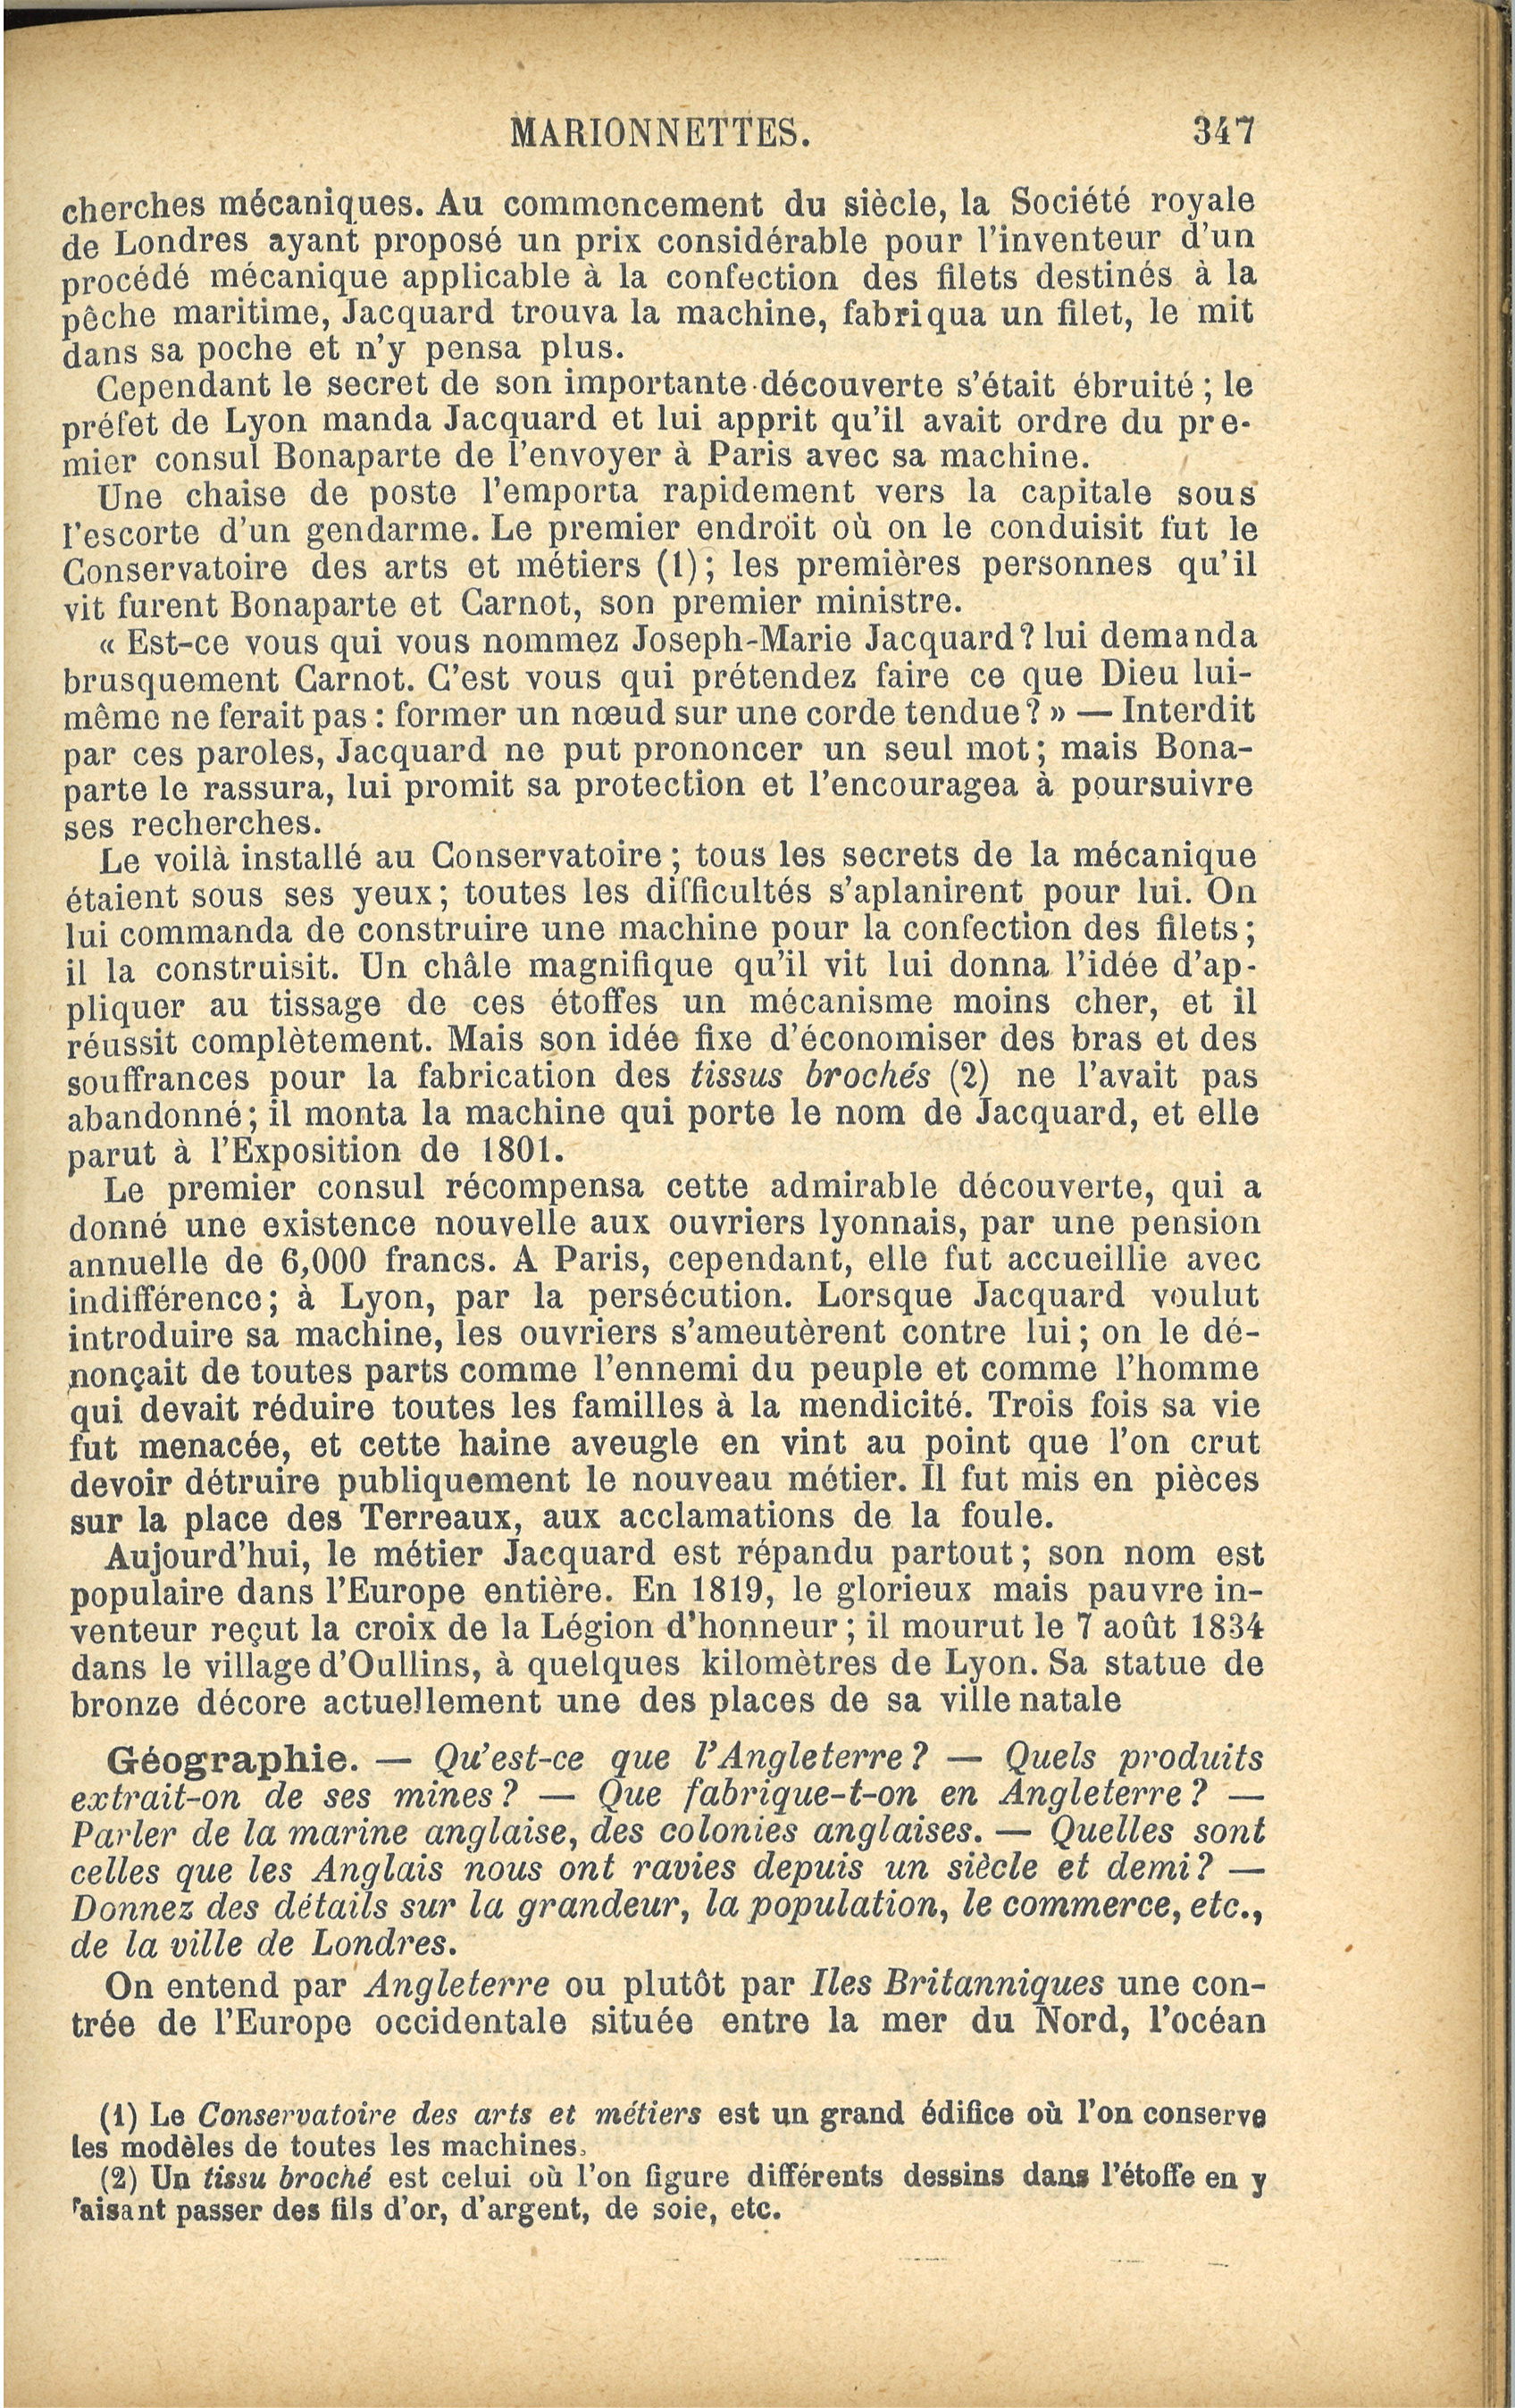 MARIONNETTES. 347
cherches mécaniques. Au commencement du siècle, la Société royale
de Londres ayant proposé un prix considérable pour l'inventeur d'un
procédé mécanique applicable à la confection des filets destinés à la
pêche maritime, Jacquard trouva la machine, fabriqua un filet, le mit
dans sa poche et n'y pensa plus.
Cependant le secret de son importante découverte s'était ébruité ; le
préfet de Lyon manda Jacquard et lui apprit qu'il avait ordre du pre-
mier consul Bonaparte de l'envoyer à Paris avec sa machine.
Une chaise de poste l'emporta rapidement vers la capitale sous
l'escorte d'un gendarme. Le premier endroit où on le conduisit fut le
Conservatoire des arts et métiers (1) ; les premières personnes qu'il
vit furent Bonaparte et Carnot, son premier ministre.
« Est-ce vous qui vous nommez Joseph-Marie Jacquard ? lui demanda
brusquement Carnot. C'est vous qui prétendez faire ce que Dieu lui-
même ne ferait pas : former un nœud sur une corde tendue ? » — Interdit
par ces paroles, Jacquard ne put prononcer un seul mot ; mais Bona-
parte le rassura, lui promit sa protection et l'encouragea à poursuivre
ses recherches.
Le voilà installé au Conservatoire ; tous les secrets de la mécanique
étaient sous ses yeux ; toutes les difficultés s'aplanirent pour lui. On
lui commanda de construire une machine pour la confection des filets ;
il la construisit. Un châle magnifique qu'il vit lui donna l'idée d'ap-
pliquer au tissage de ces étoffes un mécanisme moins cher, et il
réussit complètement. Mais son idée fixe d'économiser des bras et des
souffrances pour la fabrication des tissus brochés (2) ne l'avait pas
abandonné ; il monta la machine qui porte le nom de Jacquard, et elle
parut à l'Exposition de 1801.
Le premier consul récompensa cette admirable découverte, qui a
donné une existence nouvelle aux ouvriers lyonnais, par une pension
annuelle de 6,000 francs. A Paris, cependant, elle fut accueillie avec
indifférence ; à Lyon, par la persécution. Lorsque Jacquard voulut
introduire sa machine, les ouvriers s'ameutèrent contre lui ; on le dé-
nonçait de toutes parts comme l'ennemi du peuple et comme l'homme
qui devait réduire toutes les familles à la mendicité. Trois fois sa vie
fut menacée, et cette haine aveugle en vint au point que l'on crut
devoir détruire publiquement le nouveau métier. Il fut mis en pièces
sur la place des Terreaux, aux acclamations de la foule.
Aujourd'hui, le métier Jacquard est répandu partout ; son nom est
populaire dans l'Europe entière. En 1819, le glorieux mais pauvre in-
venteur reçut la croix de la Légion d'honneur ; il mourut le 7 août 1834
dans le village d'Oullins, à quelques kilomètres de Lyon. Sa statue de
bronze décore actuellement une des places de sa ville natale
Géographie. — Qu'est-ce que l'Angleterre ? — Quels produits
extrait-on de ses mines ? — Que fabrique-t-on en Angleterre ? —
Parler de la marine anglaise, des colonies anglaises. — Quelles sont
celles que les Anglais nous ont ravies depuis un siècle et demi ? —
Donnez des détails sur la grandeur, la population, le commerce, etc.,
de la ville de Londres.
On entend par Angleterre ou plutôt par Iles Britanniques une con-
trée de l'Europe occidentale située entre la mer du Nord, l'océan
(1) Le Conservatoire des arts et métiers est un grand édifice où l'on conserve
les modèles de toutes les machines.
(2) Un tissu broché est celui où l'on figure différents dessins dans l'étoffe en y
faisant passer des fils d'or, d'argent, de soie, etc.